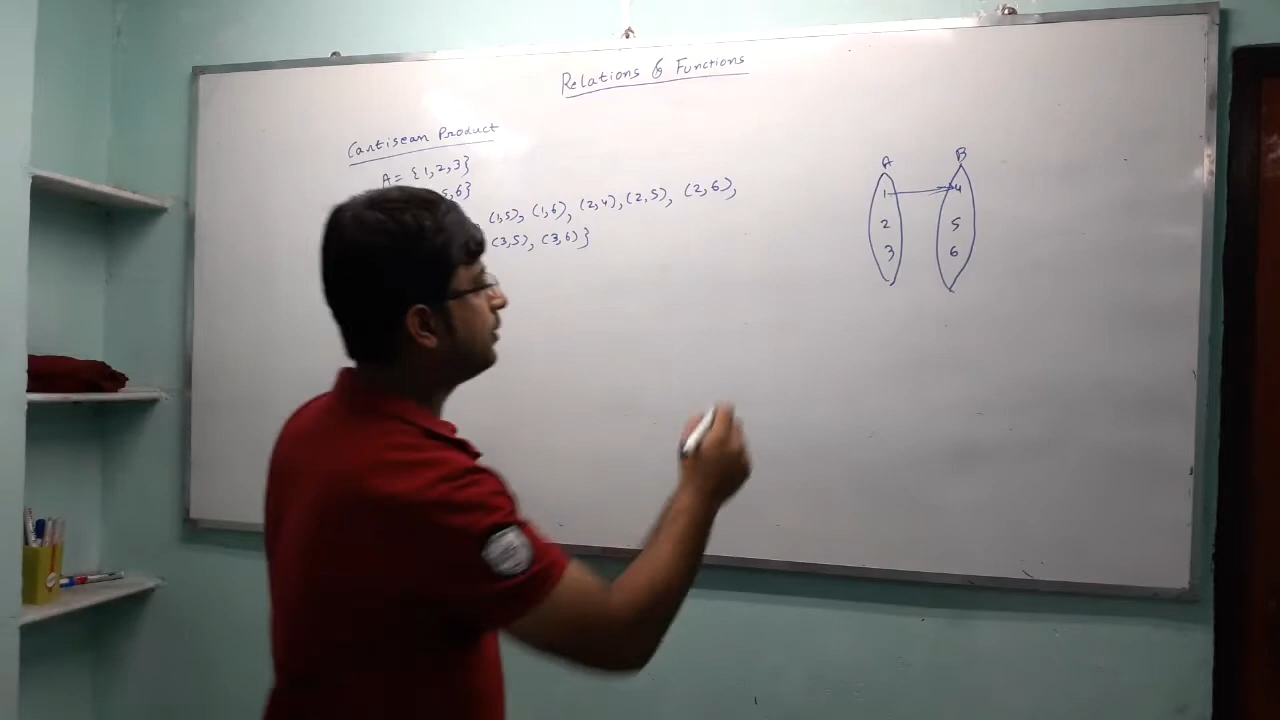 Relations & Functions
Cartisean Product
A = {1,2,3}
5,6}
(1,5), (1,6), (2,4), (2,5), (2,6),
(3,5), (3,6)}
A B
1 4
2 5
3 6